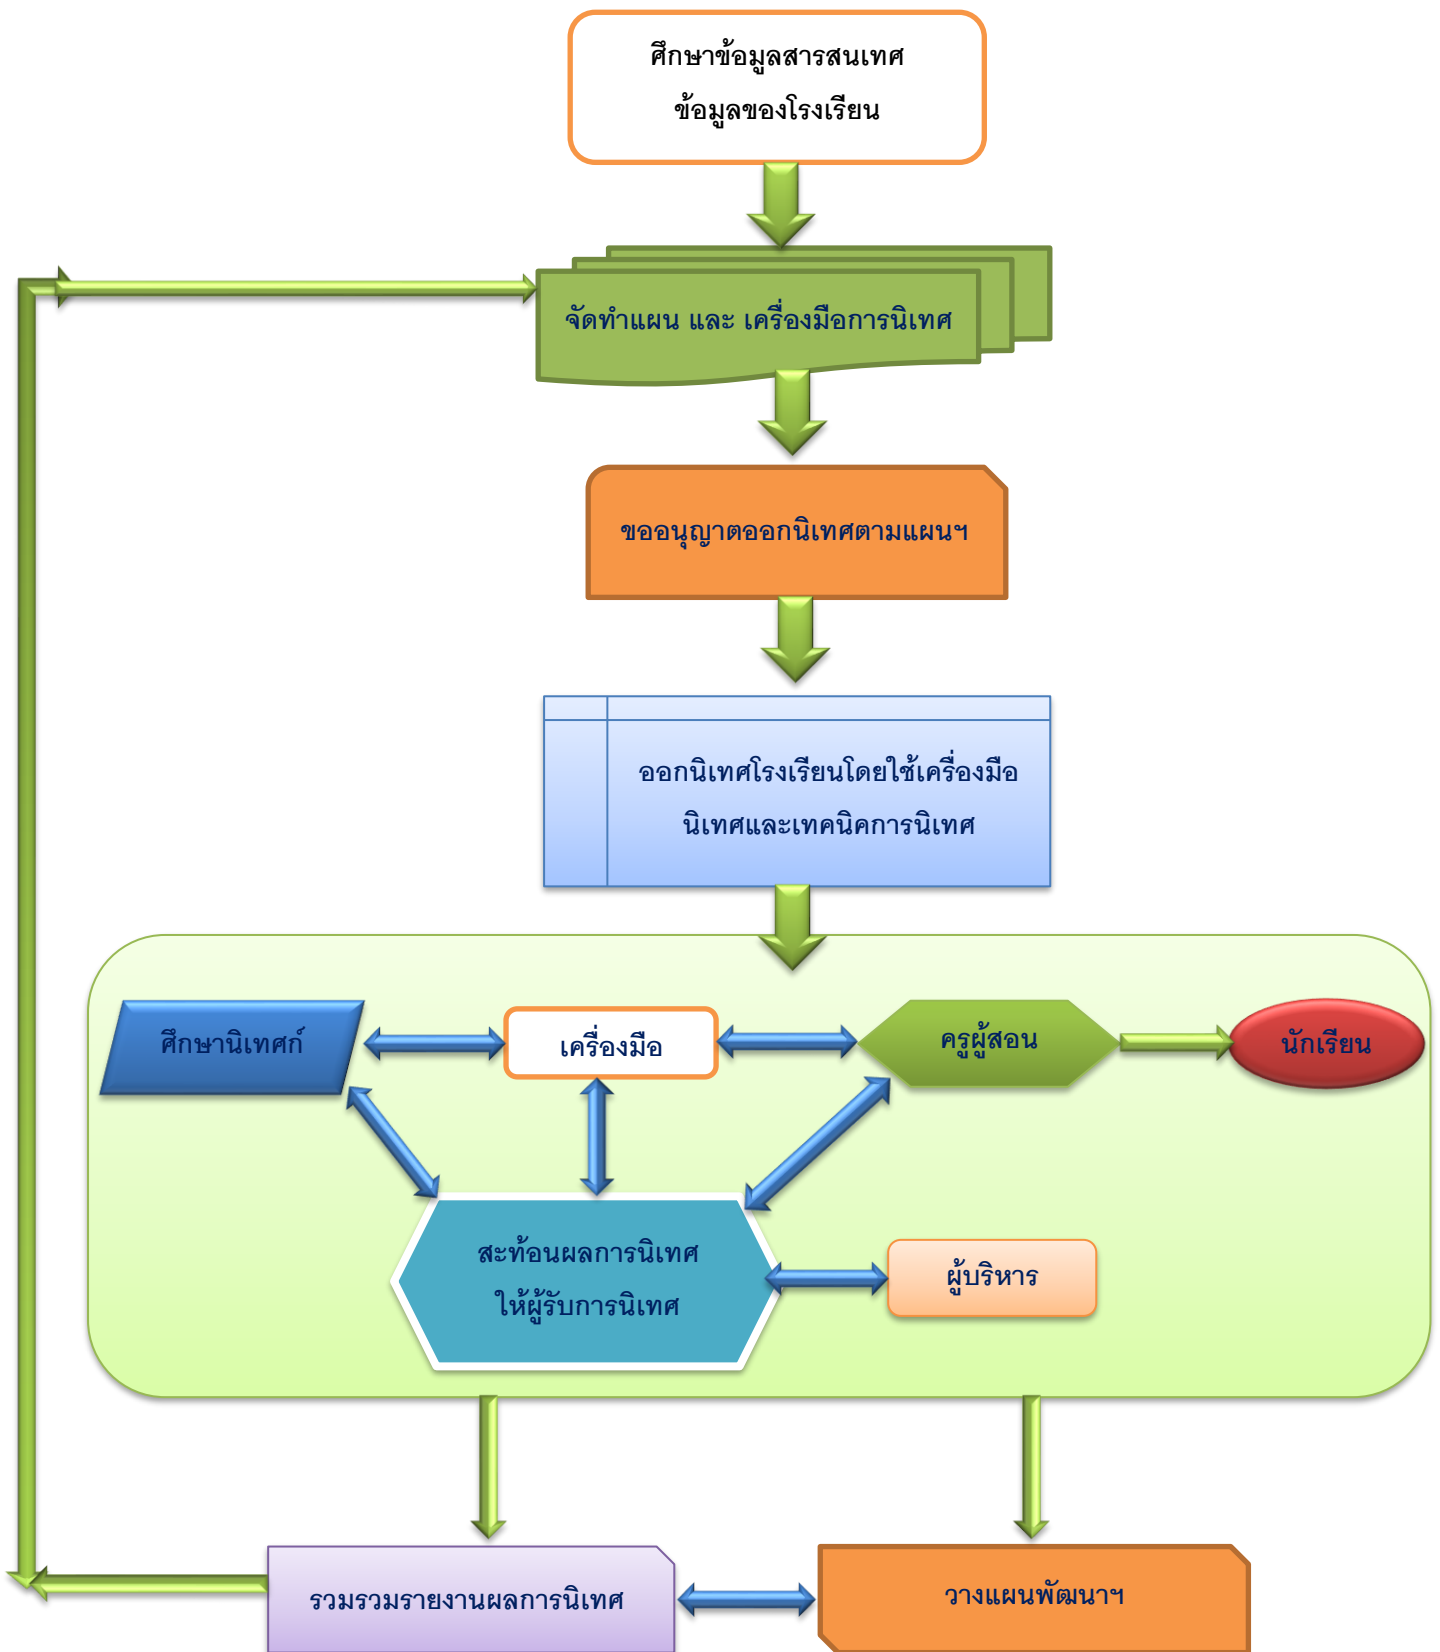 ศึกษาข้อมูลสารสนเทศ
ข้อมูลของโรงเรียน
จัดทำแผน และ เครื่องมือการนิเทศ
ขออนุญาตออกนิเทศตามแผนฯ
ออกนิเทศโรงเรียนโดยใช้เครื่องมือ
นิเทศและเทคนิคการนิเทศ
ศึกษานิเทศก์
เครื่องมือ
ครูผู้สอน
นักเรียน
สะท้อนผลการนิเทศ
ให้ผู้รับการนิเทศ
ผู้บริหาร
รวมรวมรายงานผลการนิเทศ
วางแผนพัฒนาฯ